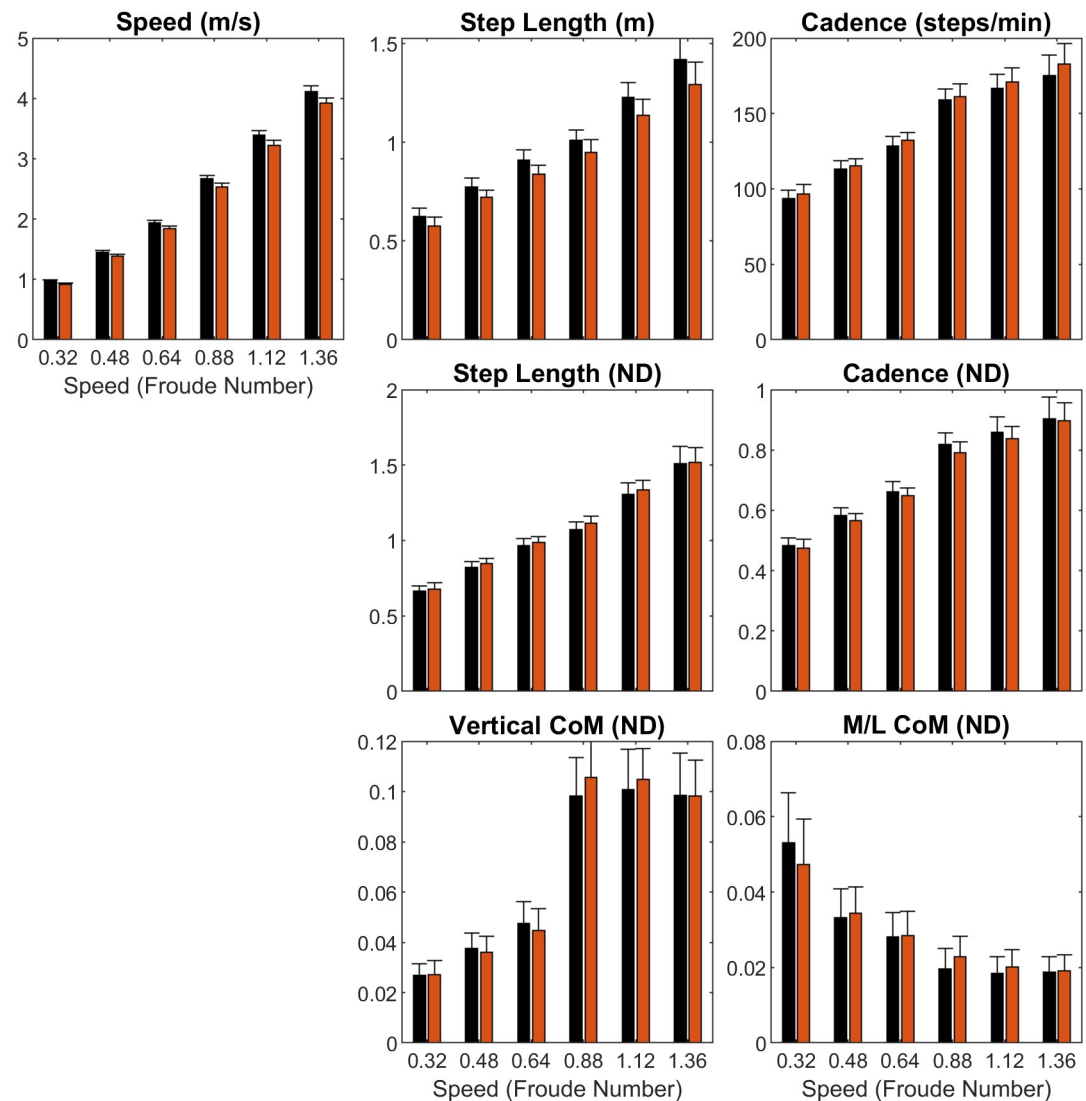 Speed (m/s)
5
4
3
2
1
0
0.32 0.48 0.64 0.88 1.12 1.36
Speed (Froude Number)
Step Length (m)
1.5
1
0.5
0
Cadence (steps/min)
200
150
100
50
0
Step Length (ND)
2
1.5
1
0.5
0
Cadence (ND)
1
0.8
0.6
0.4
0.2
0
Vertical CoM (ND)
0.12
0.1
0.08
0.06
0.04
0.02
0
0.32 0.48 0.64 0.88 1.12 1.36
Speed (Froude Number)
M/L CoM (ND)
0.08
0.06
0.04
0.02
0
0.32 0.48 0.64 0.88 1.12 1.36
Speed (Froude Number)